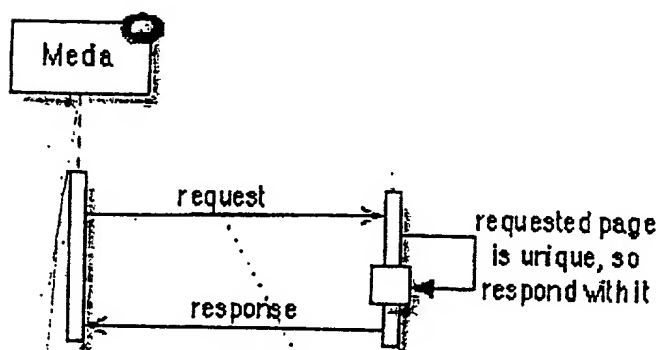 Meda
request
requested page
is unique, so
respond with it
response